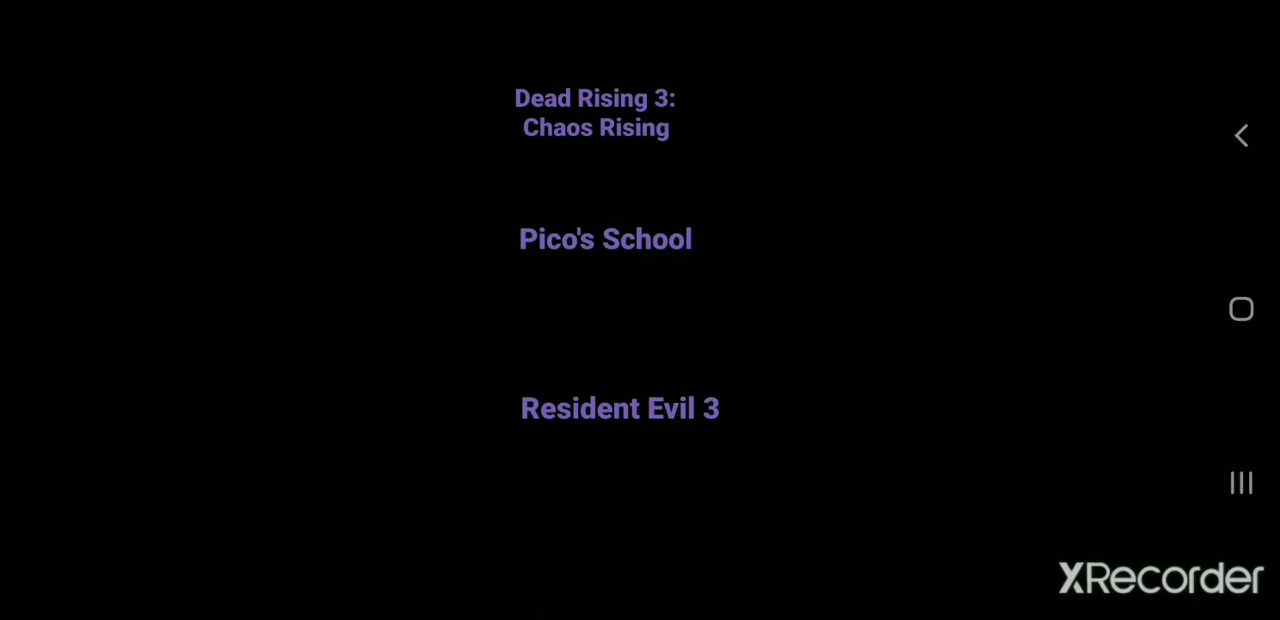 Dead Rising 3:
Chaos Rising
Pico's School
Resident Evil 3
XRecorder